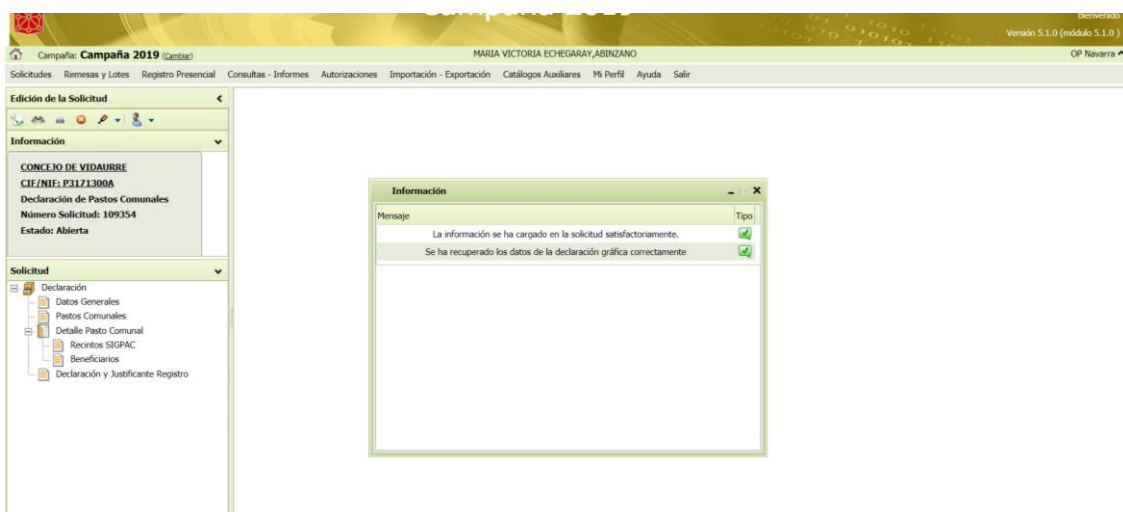 Campaña 2019
Bienvenido
Versión 5.1.0 (módulo 5.1.0 )
Campaña: Campaña 2019 (Cambiar)
MARIA VICTORIA ECHEGARAY,ABINZANO
OP Navarra
Solicitudes Remesas y Lotes Registro Presencial Consultas - Informes Autorizaciones Importación - Exportación Catálogos Auxiliares Mi Perfil Ayuda Salir
Edición de la Solicitud
Información
CONCEJO DE VIDAURRE
CIF/NIF: P3171300A
Declaración de Pastos Comunales
Número Solicitud: 109354
Estado: Abierta
Solicitud
Declaración
Datos Generales
Pastos Comunales
Detalle Pasto Comunal
Recintos SIGPAC
Beneficiarios
Declaración y Justificante Registro
Información
Mensaje Tipo
La información se ha cargado en la solicitud satisfactoriamente.
Se ha recuperado los datos de la declaración gráfica correctamente